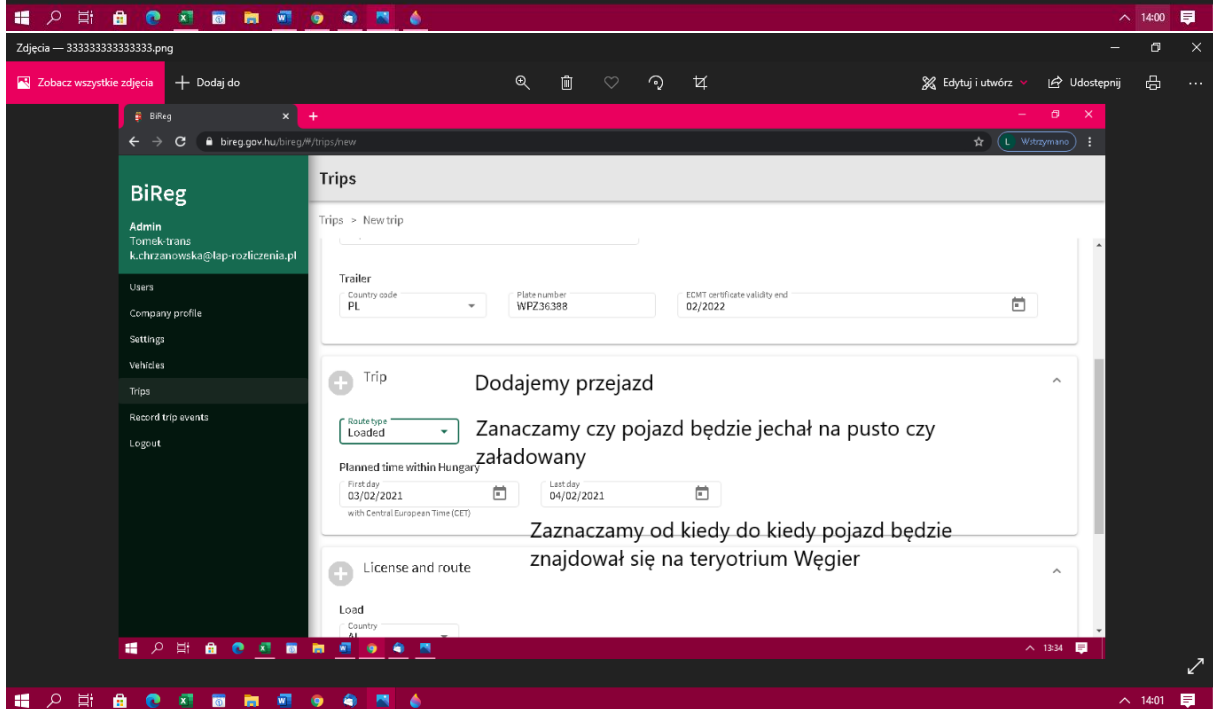 14:00
Zdjęcia — 333333333333333.png
Zobacz wszystkie zdjęcia
Dodaj do
Edytuj i utwórz
Udostępnij
BiReg
bireg.gov.hu/bireg/#/trips/new
L Wstrzymano
BiReg
Admin
Tomek-trans
k.chrzanowska@lap-rozliczenia.pl
Users
Company profile
Settings
Vehicles
Trips
Record trip events
Logout
Trips
Trips > New trip
Trailer
Country code
PL
Plate number
WPZ36388
ECMT certificate validity end
02/2022
Trip
Dodajemy przejazd
Route type
Loaded
Zanaczamy czy pojazd będzie jechał na pusto czy
załadowany
Planned time within Hungary
First day
03/02/2021
Last day
04/02/2021
with Central European Time (CET)
Zaznaczamy od kiedy do kiedy pojazd będzie
znajdował się na teryotrium Węgier
License and route
Load
Country
13:34
14:01